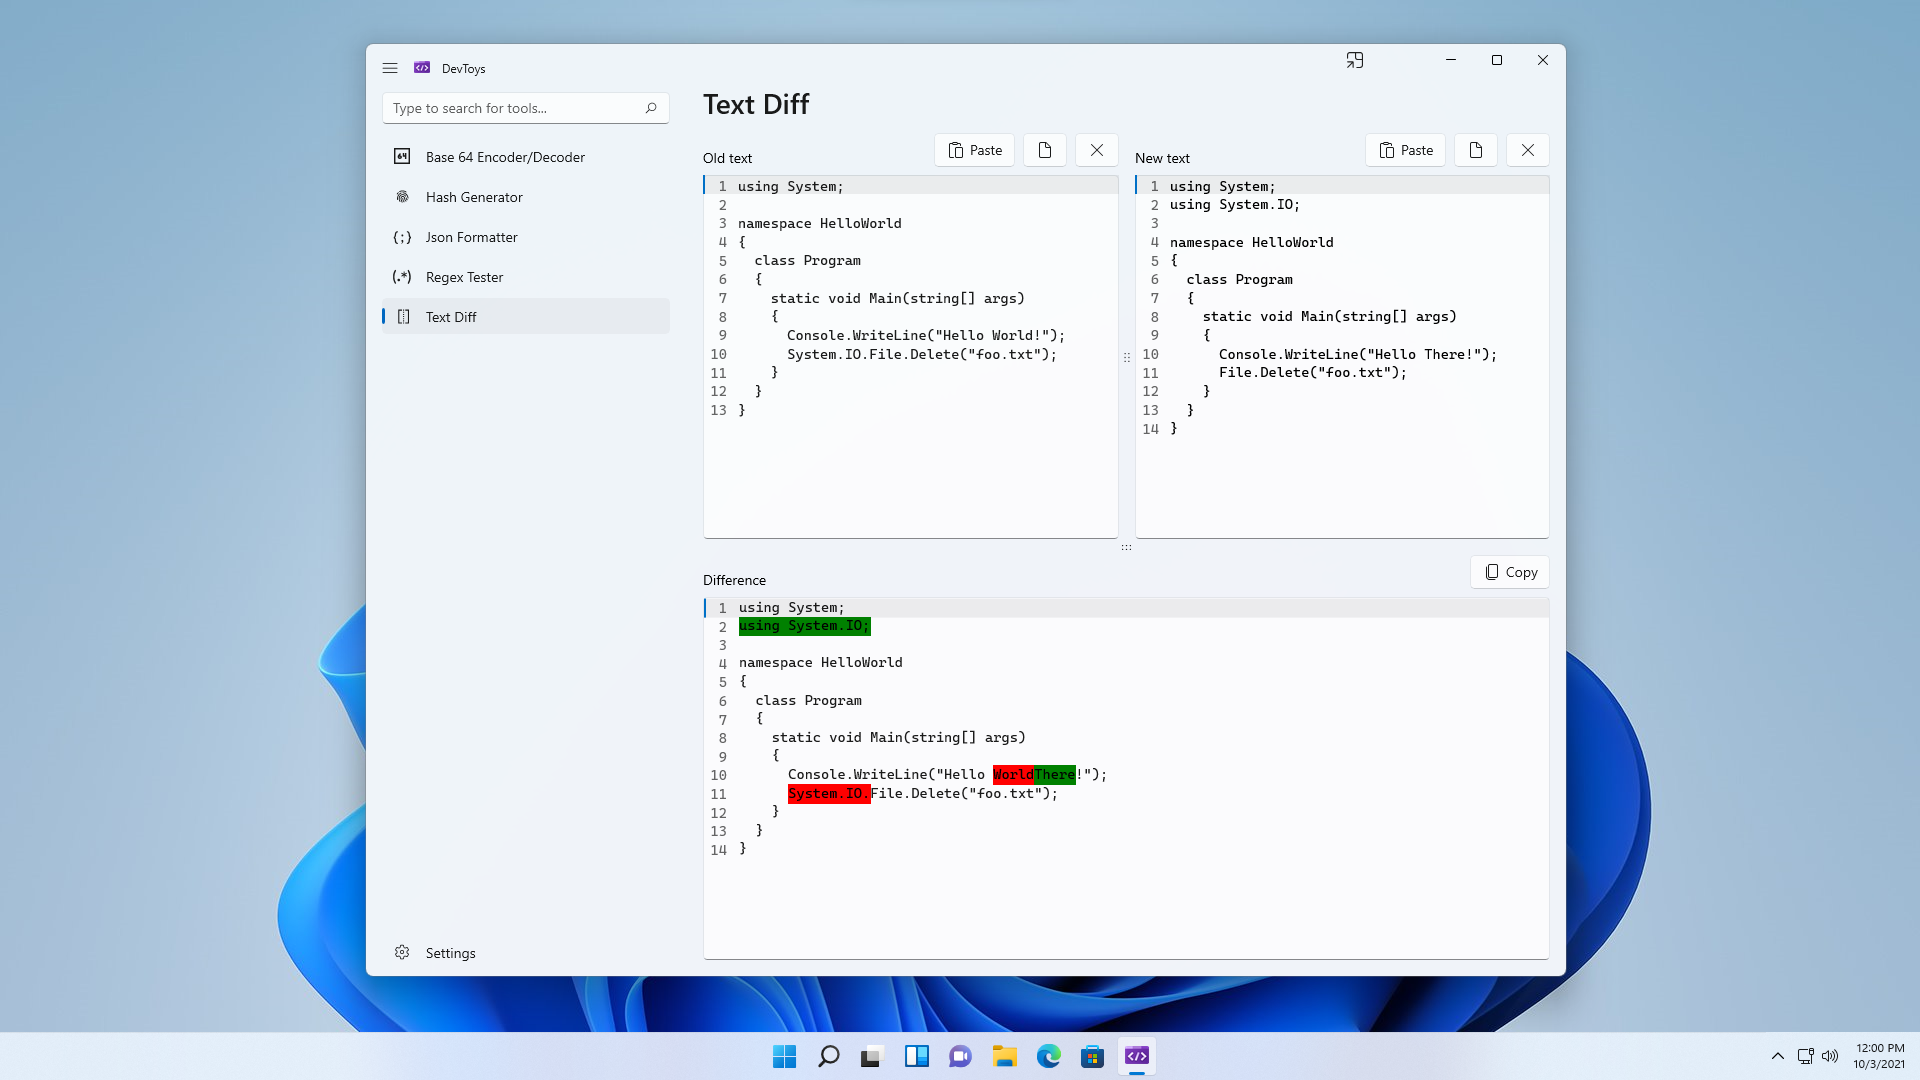 DevToys
Type to search for tools...
64 Base 64 Encoder/Decoder
Hash Generator
{;} Json Formatter
(.*) Regex Tester
Text Diff
Settings
Text Diff
Old text
Paste
1 using System;
2
3 namespace HelloWorld
4 {
5   class Program
6   {
7     static void Main(string[] args)
8     {
9       Console.WriteLine("Hello World!");
10       System.IO.File.Delete("foo.txt");
11     }
12   }
13 }
New text
Paste
1 using System;
2 using System.IO;
3
4 namespace HelloWorld
5 {
6   class Program
7   {
8     static void Main(string[] args)
9     {
10       Console.WriteLine("Hello There!");
11       File.Delete("foo.txt");
12     }
13   }
14 }
Difference
Copy
1 using System;
2 using System.IO;
3
4 namespace HelloWorld
5 {
6   class Program
7   {
8     static void Main(string[] args)
9     {
10       Console.WriteLine("Hello WorldThere!");
11       System.IO.File.Delete("foo.txt");
12     }
13   }
14 }
12:00 PM
10/3/2021